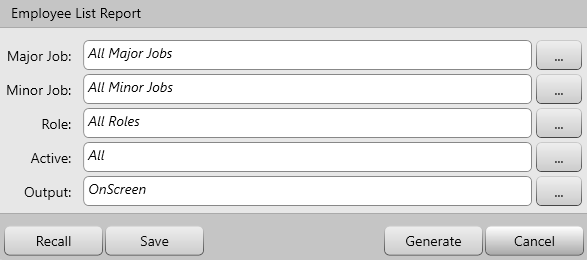 Employee List Report
Major Job: All Major Jobs ...
Minor Job: All Minor Jobs ...
Role: All Roles ...
Active: All ...
Output: OnScreen ...
Recall Save Generate Cancel